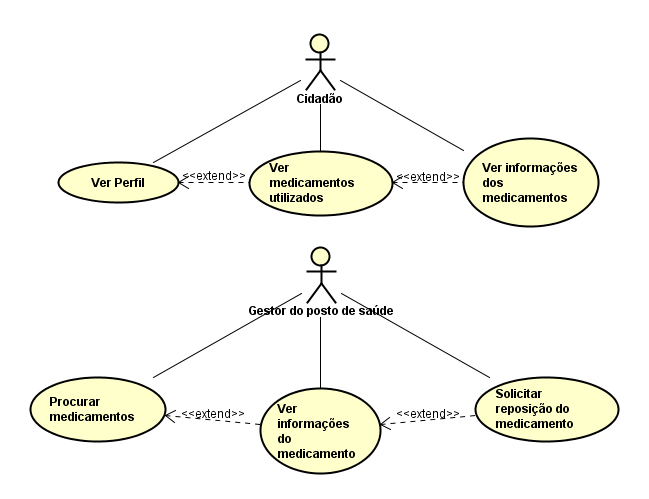 Cidadão
Ver Perfil
<<extend>>
Ver
medicamentos
utilizados
<<extend>>
Ver informações
dos
medicamentos
Gestor do posto de saúde
Procurar
medicamentos
<<extend>>
Ver
informações
do
medicamento
<<extend>>
Solicitar
reposição do
medicamento